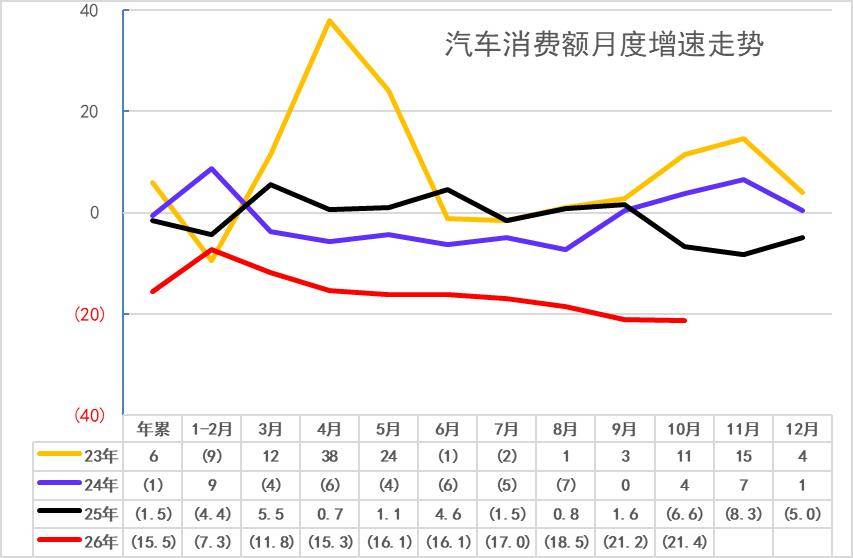 汽车消费额月度增速走势
40
20
0
(20)
(40)
年累 1-2月 3月 4月 5月 6月 7月 8月 9月 10月 11月 12月
23年 6 (9) 12 38 24 (1) (2) 1 3 11 15 4
24年 (1) 9 (4) (6) (4) (6) (5) (7) 0 4 7 1
25年 (1.5) (4.4) 5.5 0.7 1.1 4.6 (1.5) 0.8 1.6 (6.6) (8.3) (5.0)
26年 (15.5) (7.3) (11.8) (15.3) (16.1) (16.1) (17.0) (18.5) (21.2) (21.4)